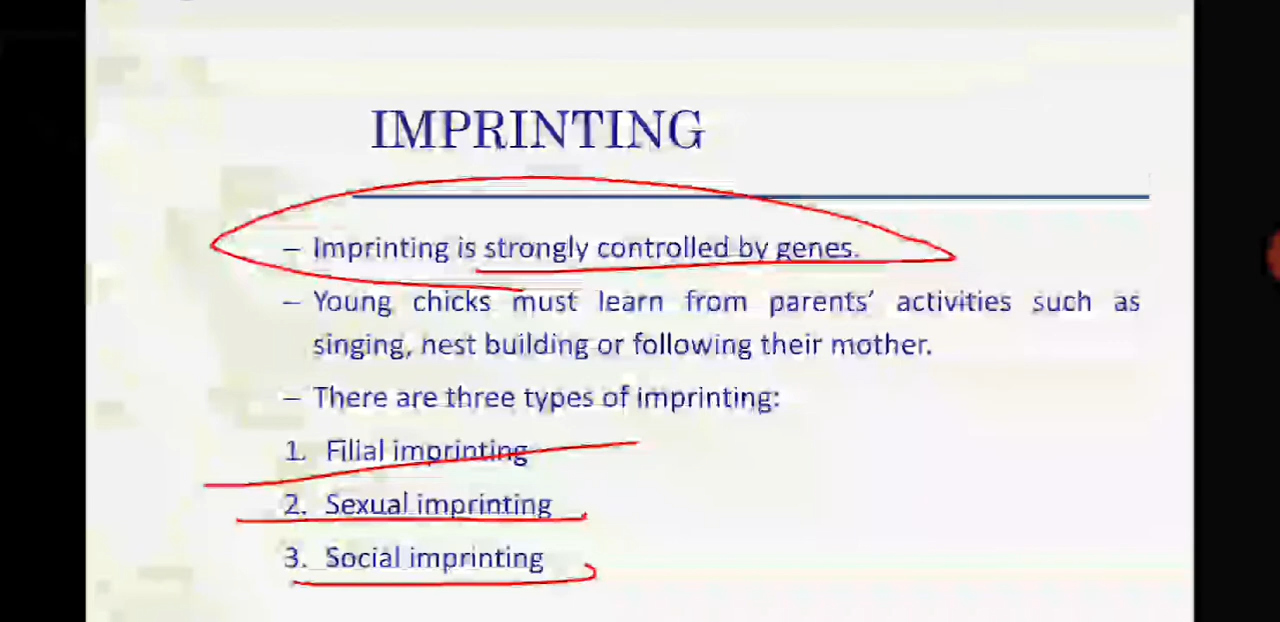 IMPRINTING
– Imprinting is strongly controlled by genes.
– Young chicks must learn from parents’ activities such as
singing, nest building or following their mother.
– There are three types of imprinting:
1. Filial imprinting
2. Sexual imprinting
3. Social imprinting